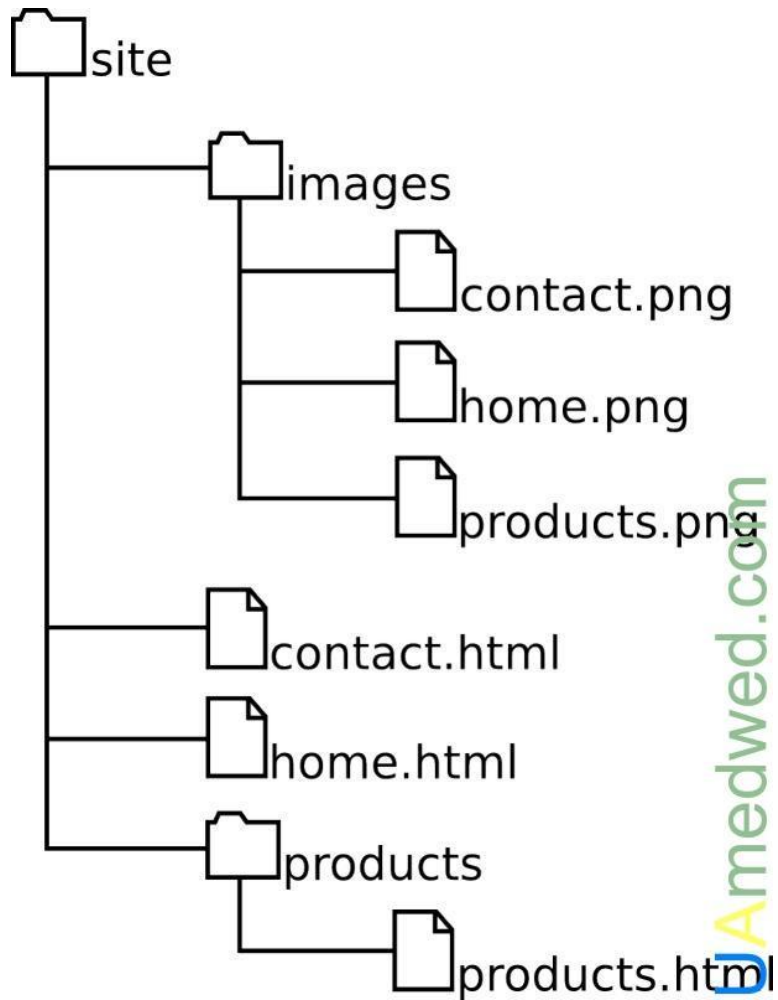 site
images
contact.png
home.png
products.png
contact.html
home.html
products
products.html
UAmedwed.com